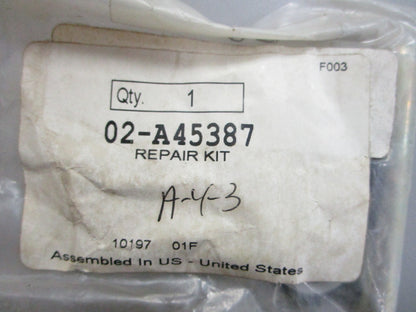 F003
Qty. 1
02-A45387
REPAIR KIT
A-4-3
10197 01F
Assembled In US - United States